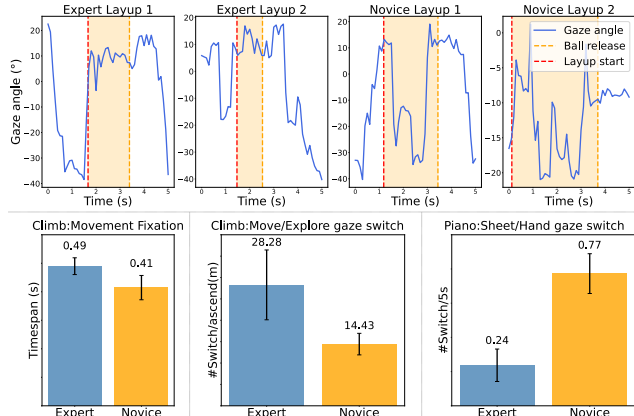 Expert Layup 1
Expert Layup 2
Novice Layup 1
Novice Layup 2
Gaze angle (°)
20
10
0
−10
−20
−30
−40
0 1 2 3 4 5
Time (s)
20
10
0
−10
−20
−30
−40
0 1 2 3 4 5
Time (s)
20
10
0
−10
−20
−30
−40
0 1 2 3 4 5
Time (s)
0
−5
−10
−15
−20
0 1 2 3 4 5
Time (s)
Gaze angle
Ball release
Layup start
Climb:Movement Fixation
Timespan (s)
0.49
0.41
Expert Novice
Climb:Move/Explore gaze switch
#Switch/ascend(m)
28.28
14.43
Expert Novice
Piano:Sheet/Hand gaze switch
#Switch/5s
0.24
0.77
Expert Novice